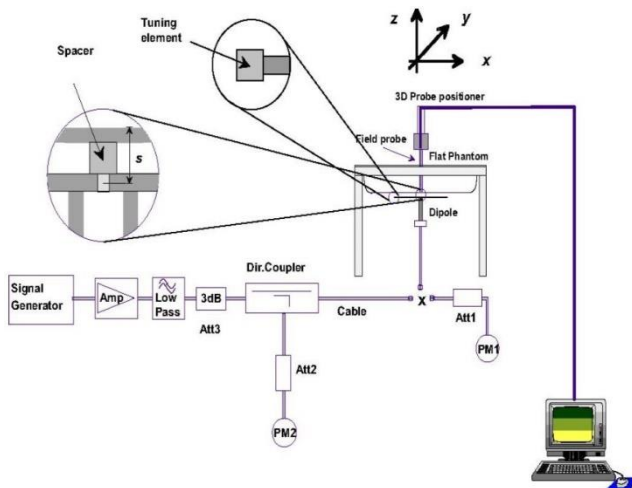 Tuning
element
Spacer
s
z
y
x
3D Probe positioner
Field probe
Flat Phantom
Dipole
Dir.Coupler
Signal
Generator
Amp
Low
Pass
3dB
Att3
Cable
x
Att1
PM1
Att2
PM2